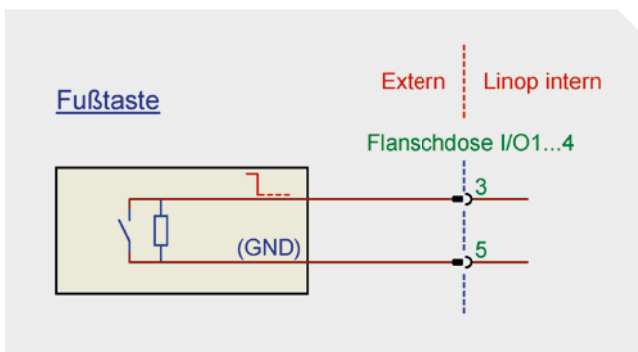 Extern
Linop intern
Fußtaste
Flanschdose I/O1...4
3
(GND)
5